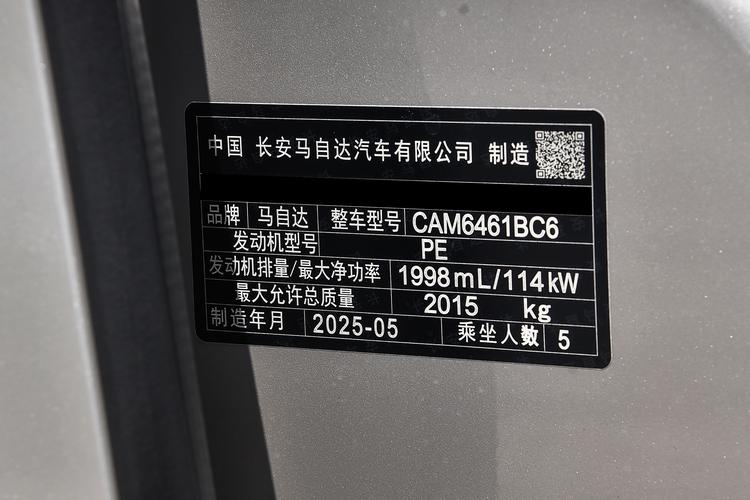 中国 长安马自达汽车有限公司 制造
品牌 马自达 整车型号 CAM6461BC6
发动机型号 PE
发动机排量/最大净功率 1998mL/114kW
最大允许总质量 2015 kg
制造年月 2025-05 乘坐人数 5